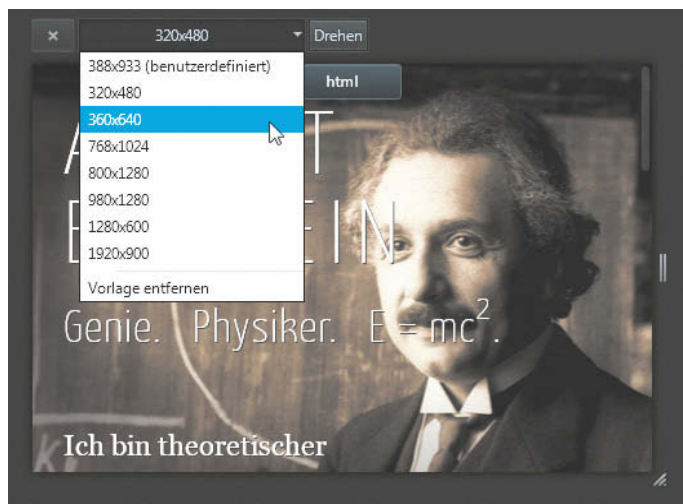 320x480
Drehen
388x933 (benutzerdefiniert)
320x480
360x640
768x1024
800x1280
980x1280
1280x600
1920x900
Vorlage entfernen
html
Genie. Physiker. E = mc².
Ich bin theoretischer